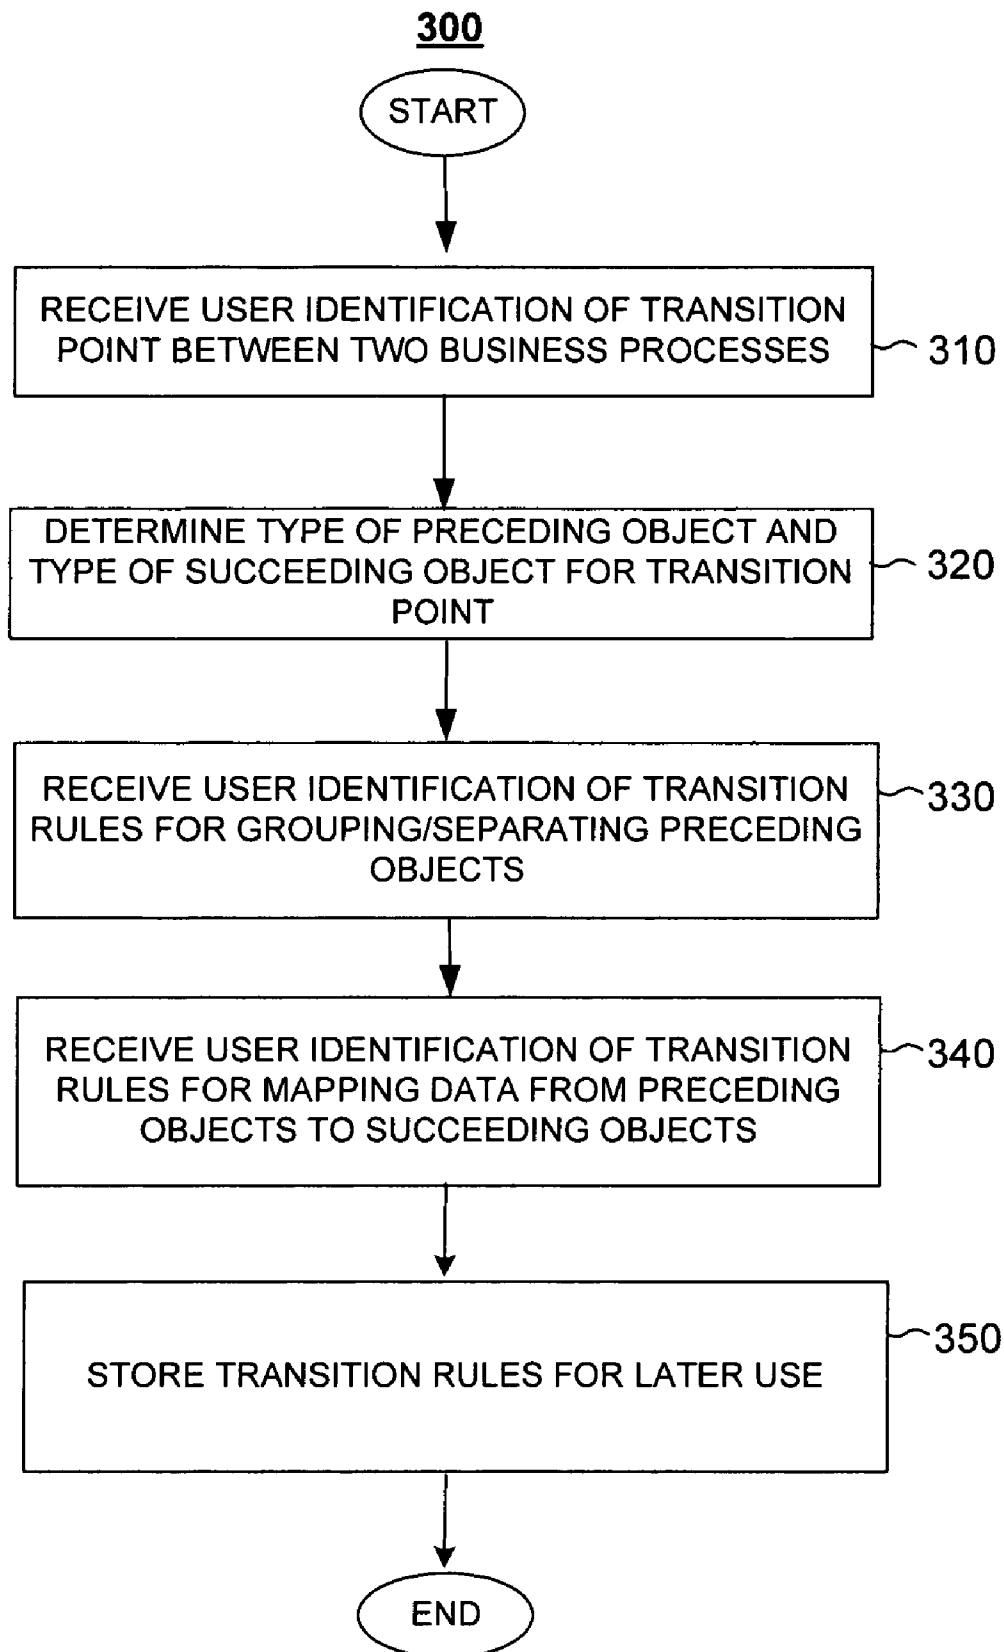 300
START
RECEIVE USER IDENTIFICATION OF TRANSITION
POINT BETWEEN TWO BUSINESS PROCESSES
310
DETERMINE TYPE OF PRECEDING OBJECT AND
TYPE OF SUCCEEDING OBJECT FOR TRANSITION
POINT
320
RECEIVE USER IDENTIFICATION OF TRANSITION
RULES FOR GROUPING/SEPARATING PRECEDING
OBJECTS
330
RECEIVE USER IDENTIFICATION OF TRANSITION
RULES FOR MAPPING DATA FROM PRECEDING
OBJECTS TO SUCCEEDING OBJECTS
340
STORE TRANSITION RULES FOR LATER USE
350
END